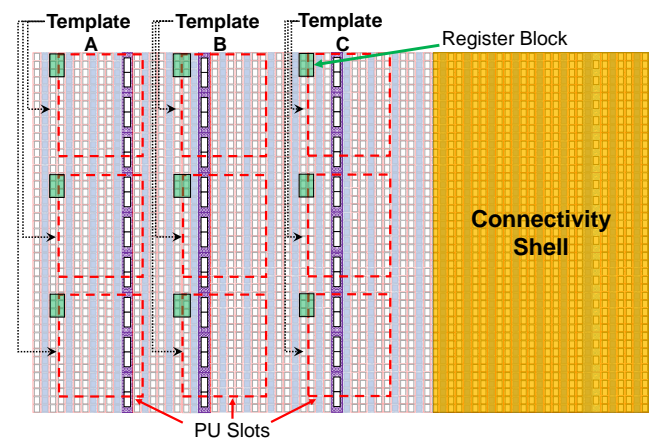 Template
A
Template
B
Template
C
Register Block
Connectivity
Shell
PU Slots